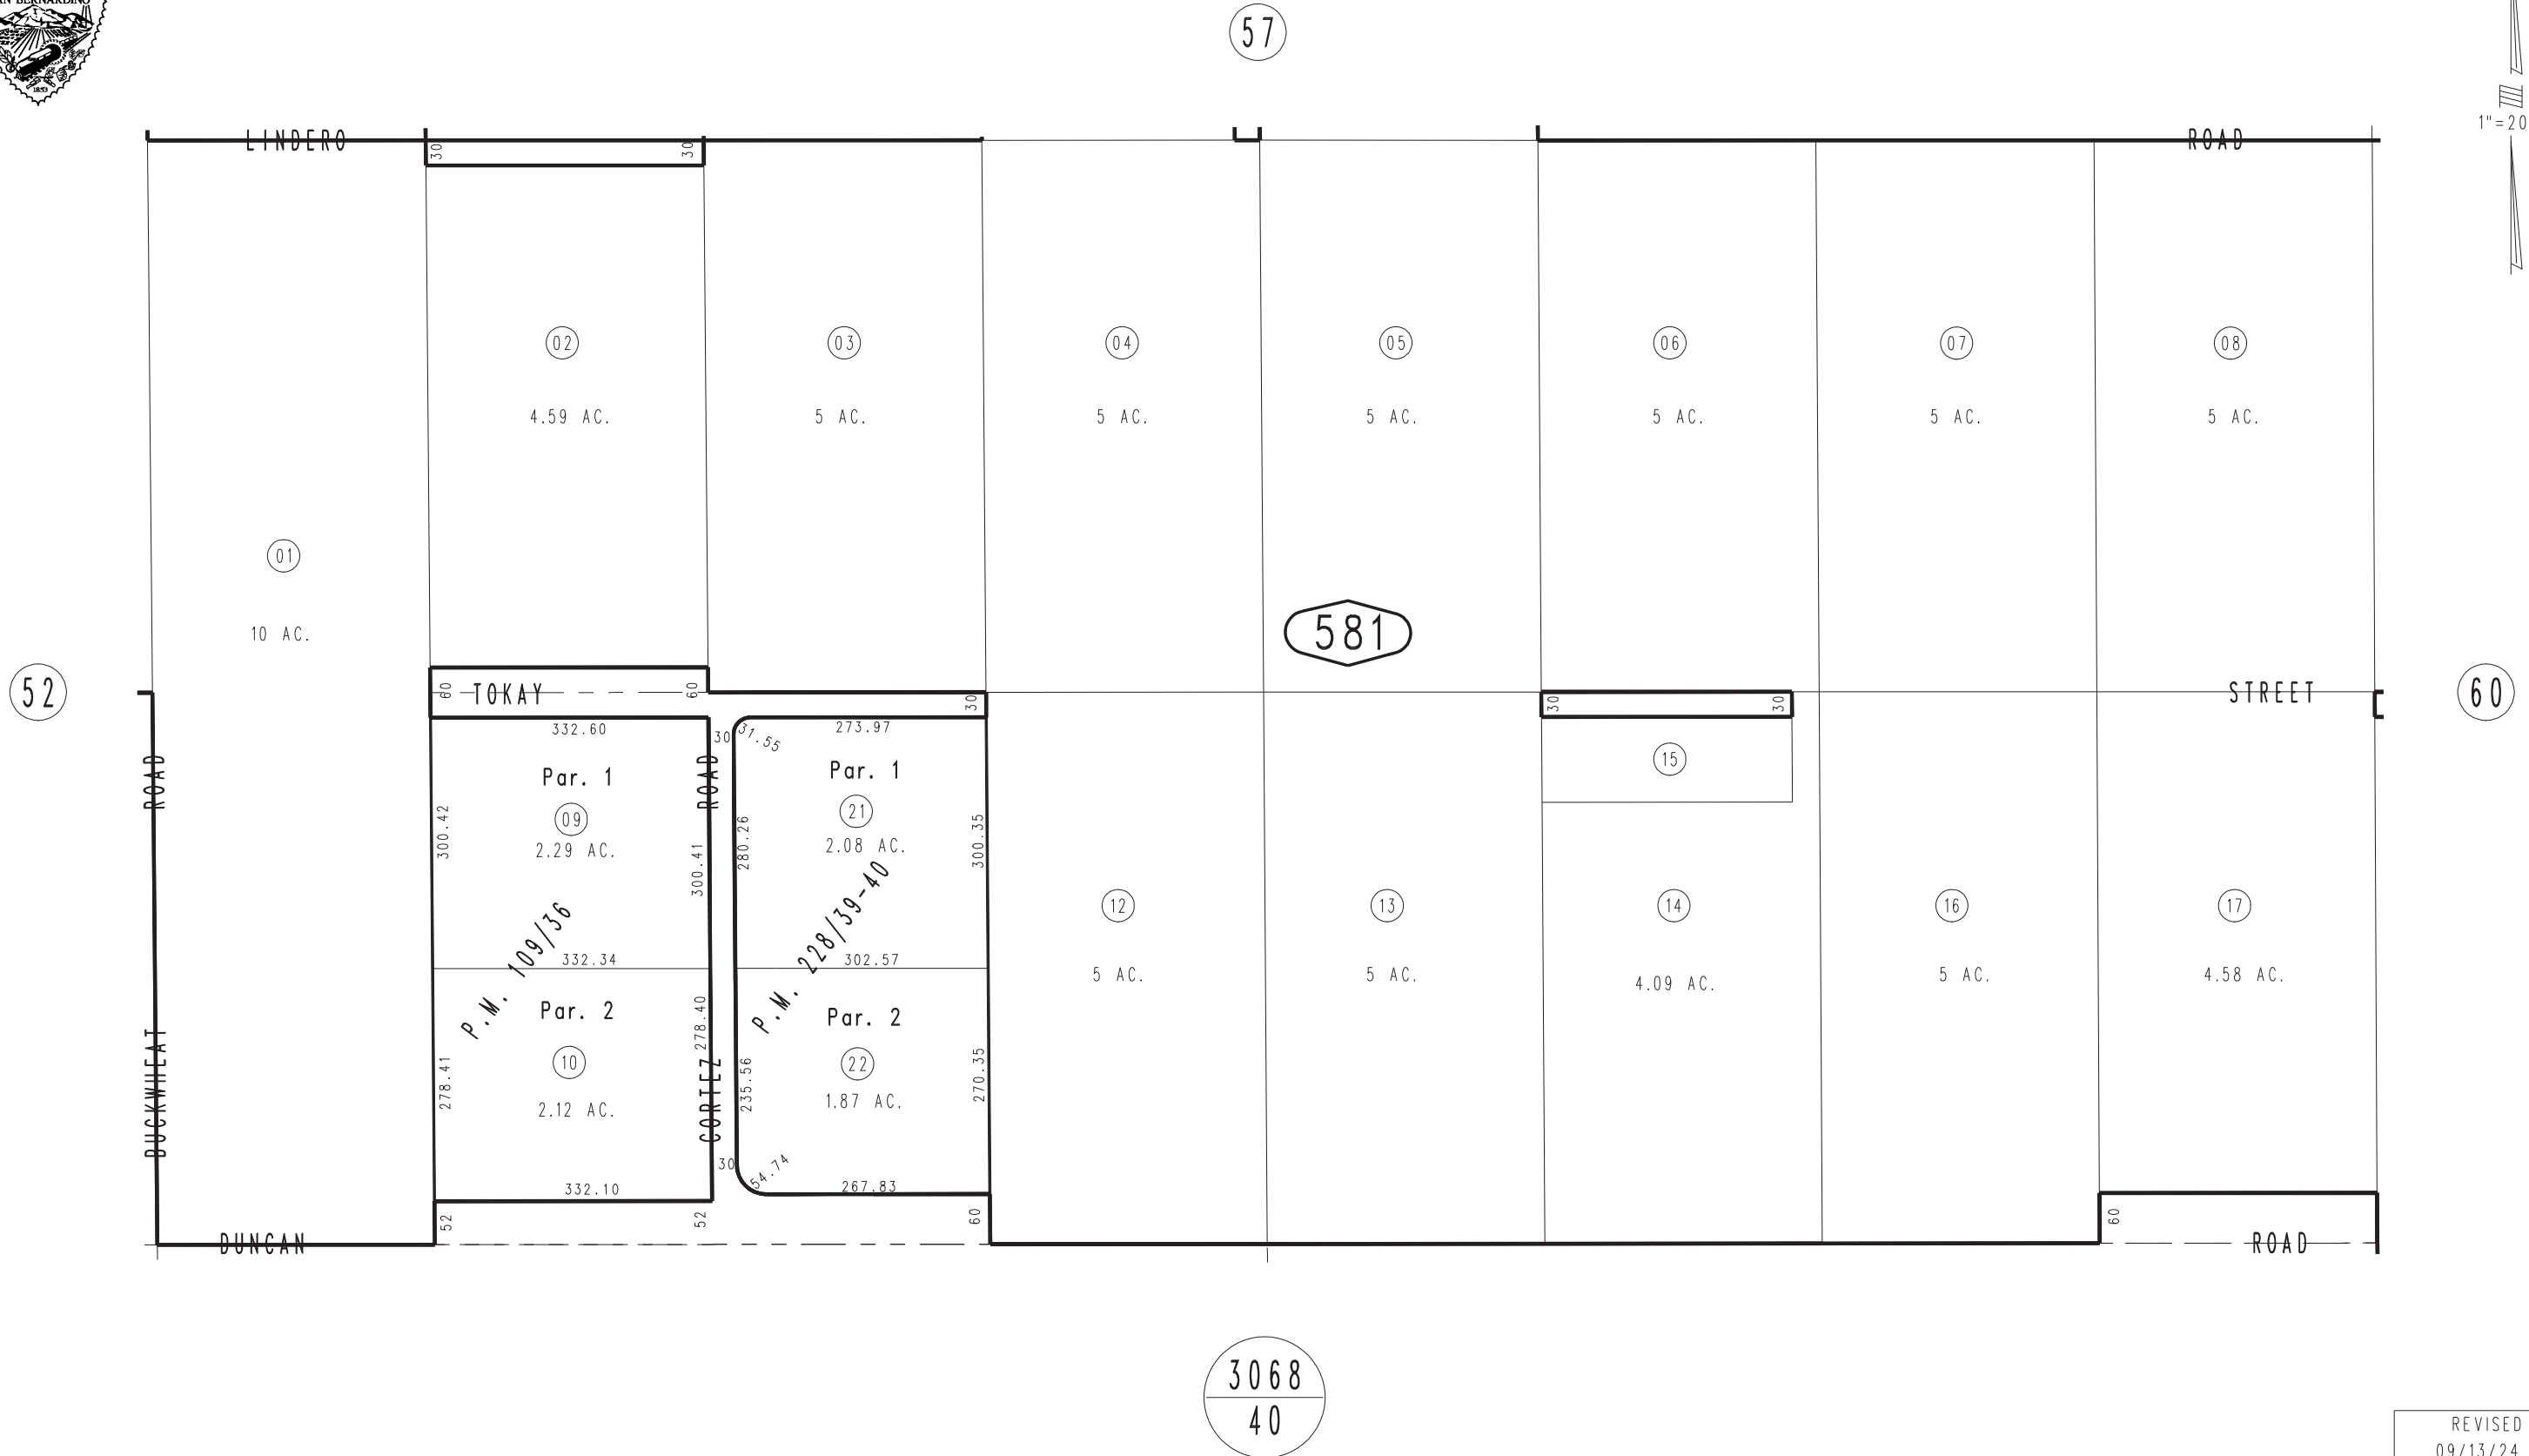 SAN BERNARDINO
1853
57
1"=20
LINDERO
ROAD
30
30
02
03
04
05
06
07
08
4.59 AC.
5 AC.
5 AC.
5 AC.
5 AC.
5 AC.
5 AC.
01
10 AC.
581
52
60
TOKAY
60
30
30
30
STREET
60
332.60
30
31.55
273.97
ROAD
ROAD
Par. 1
Par. 1
15
09
21
2.29 AC.
2.08 AC.
300.42
300.41
280.26
300.35
P.M. 109/36
P.M. 228/39-40
12
13
14
16
17
332.34
302.57
5 AC.
5 AC.
4.09 AC.
5 AC.
4.58 AC.
Par. 2
Par. 2
278.40
10
22
278.41
235.56
270.35
2.12 AC.
1.87 AC.
DUCKWHEAT
CORTEZ
30
54.74
332.10
267.83
52
52
60
60
DUNCAN
ROAD
3068
40
REVISED
09/13/24